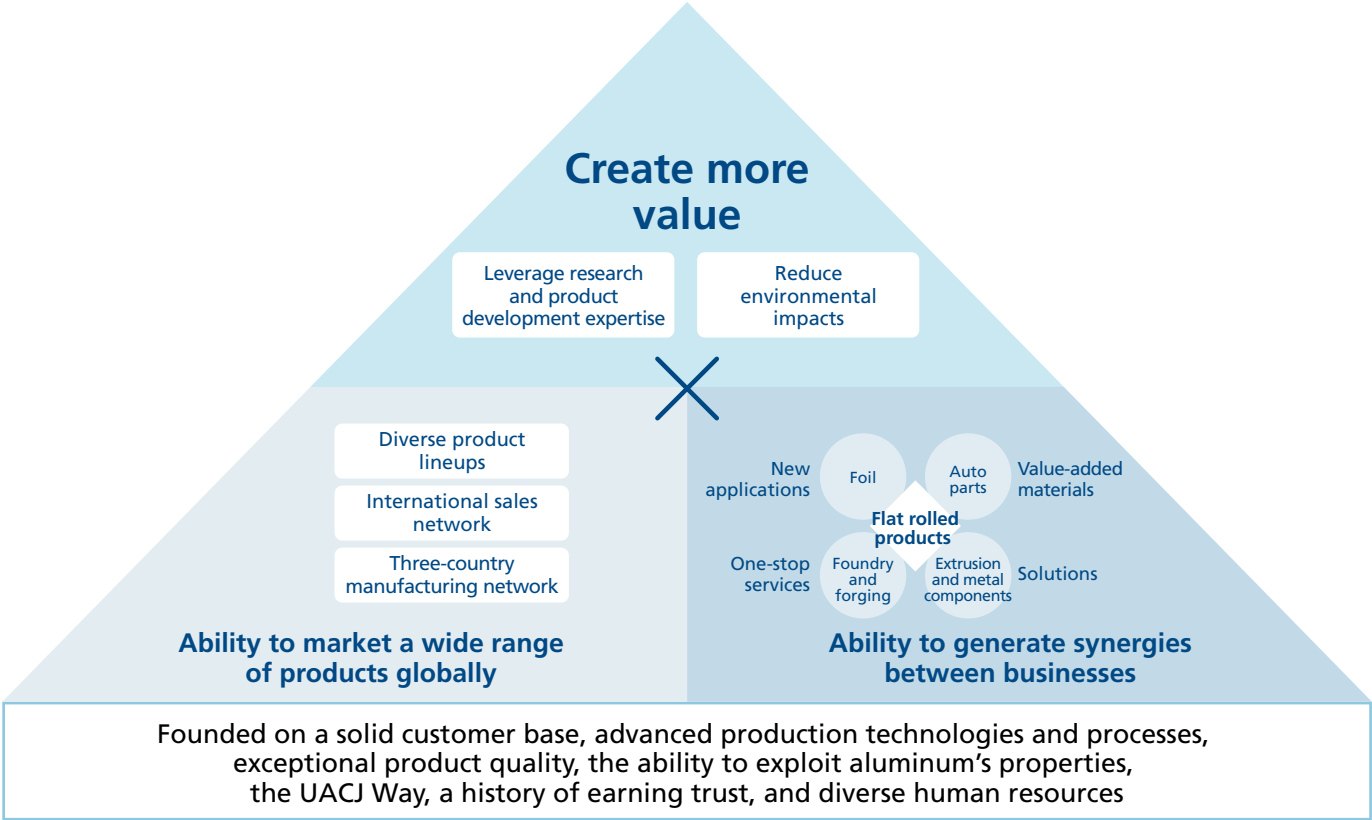 Create more
value
Leverage research
and product
development expertise
Reduce
environmental
impacts
Diverse product
lineups
International sales
network
Three-country
manufacturing network
Ability to market a wide range
of products globally
New
applications
Foil
Auto
parts
Value-added
materials
Flat rolled
products
One-stop
services
Foundry
and
forging
Extrusion
and metal
components
Solutions
Ability to generate synergies
between businesses
Founded on a solid customer base, advanced production technologies and processes,
exceptional product quality, the ability to exploit aluminum’s properties,
the UACJ Way, a history of earning trust, and diverse human resources